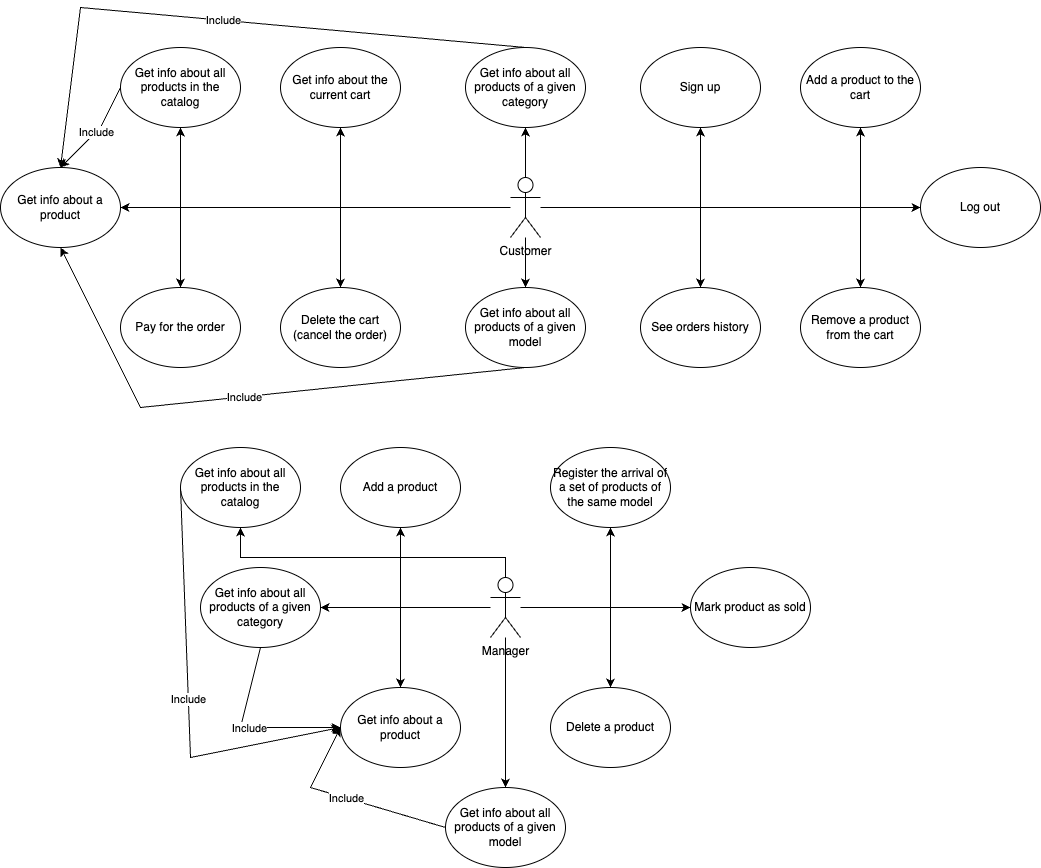 Include
Get info about all
products in the
catalog
Get info about the
current cart
Get info about all
products of a given
category
Sign up
Add a product to the
cart
Include
Get info about a
product
Log out
Customer
Pay for the order
Delete the cart
(cancel the order)
Get info about all
products of a given
model
See orders history
Remove a product
from the cart
Include
Get info about all
products in the
catalog
Add a product
Register the arrival of
a set of products of
the same model
Get info about all
products of a given
category
Mark product as sold
Manager
Include
Include
Get info about a
product
Delete a product
Include
Get info about all
products of a given
model